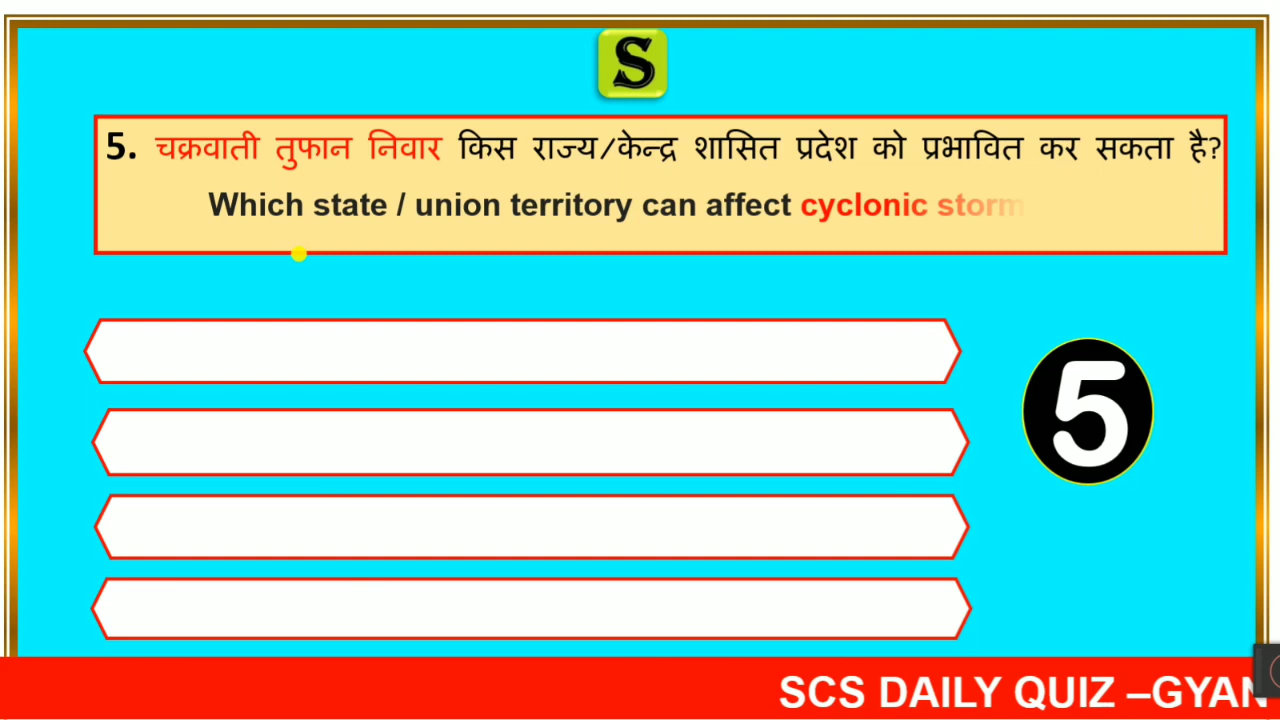 S
5. चक्रवाती तुफान निवार किस राज्य/केन्द्र शासित प्रदेश को प्रभावित कर सकता है?
Which state / union territory can affect cyclonic storm
5
SCS DAILY QUIZ –GYAN